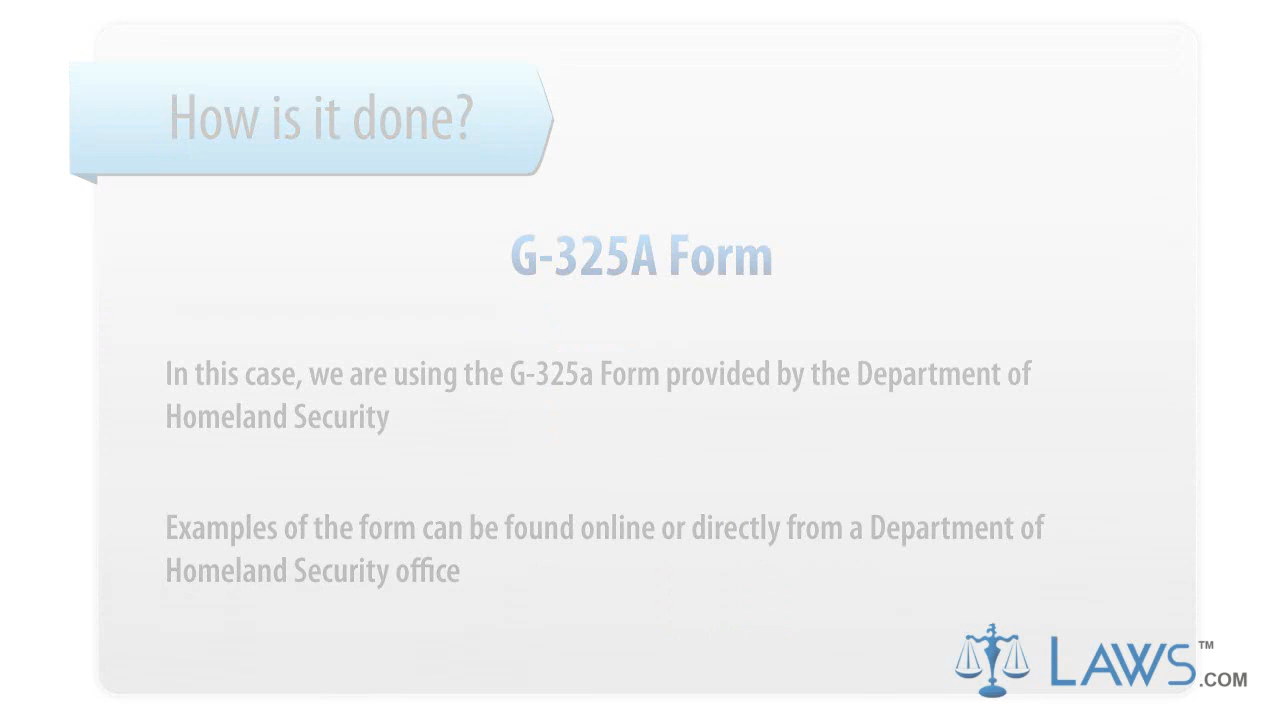 How is it done?
G-325A Form
In this case, we are using the G-325a Form provided by the Department of
Homeland Security
Examples of the form can be found online or directly from a Department of
Homeland Security office
LAWS™
.COM